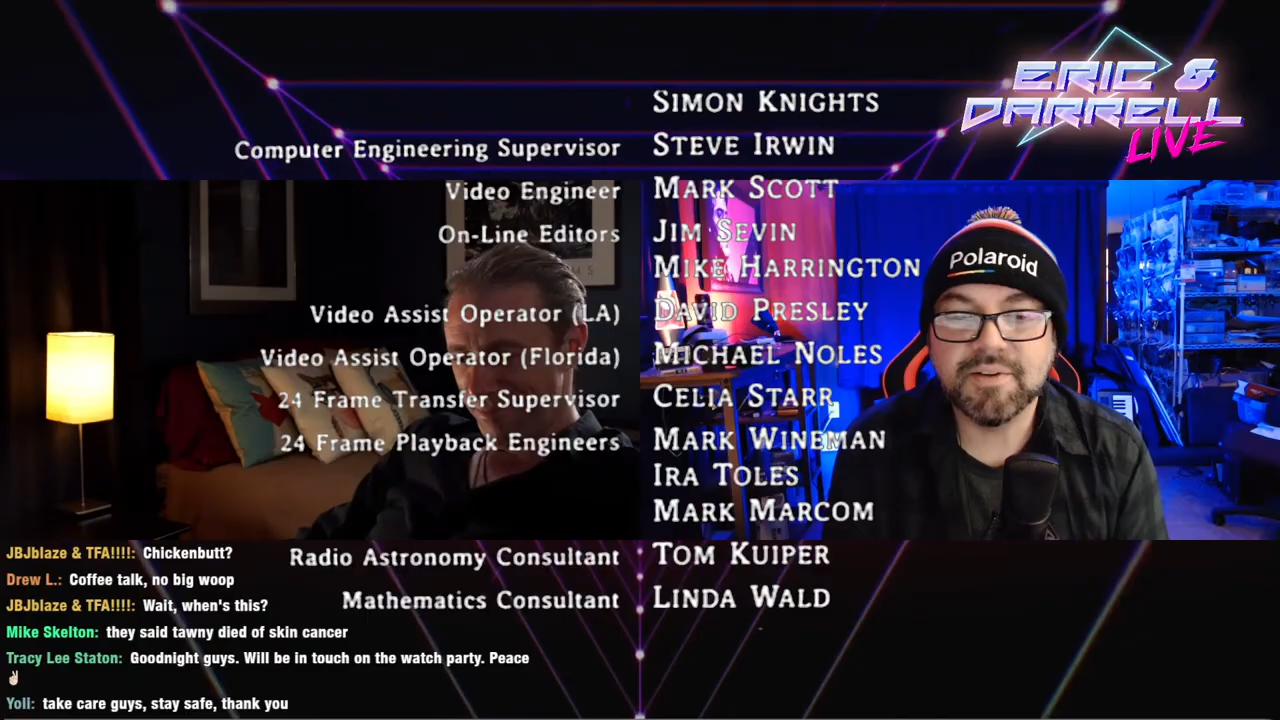 ERIC &
DARRELL
LIVE
SIMON KNIGHTS
Computer Engineering Supervisor STEVE IRWIN
Video Engineer MARK SCOTT
On-Line Editors JIM SEVIN
MIKE HARRINGTON
Video Assist Operator (LA) DAVID PRESLEY
Video Assist Operator (Florida) MICHAEL NOLES
24 Frame Transfer Supervisor CELIA STARR
24 Frame Playback Engineers MARK WINEMAN
IRA TOLES
MARK MARCOM
Radio Astronomy Consultant TOM KUIPER
Mathematics Consultant LINDA WALD
Polaroid
JBJblaze & TFA!!!!: Chickenbutt?
Drew L.: Coffee talk, no big woop
JBJblaze & TFA!!!!: Wait, when's this?
Mike Skelton: they said tawny died of skin cancer
Tracy Lee Staton: Goodnight guys. Will be in touch on the watch party. Peace
✌🏻
Yoli: take care guys, stay safe, thank you